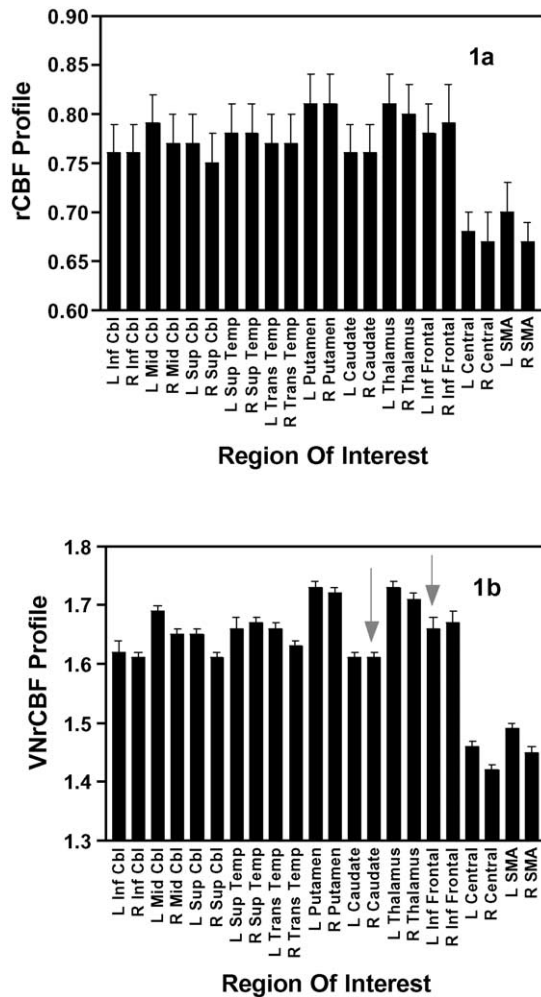 1a
rCBF Profile
0.90
0.85
0.80
0.75
0.70
0.65
0.60
L Inf Cbl
R Inf Cbl
L Mid Cbl
R Mid Cbl
L Sup Cbl
R Sup Cbl
L Sup Temp
R Sup Temp
L Trans Temp
R Trans Temp
L Putamen
R Putamen
L Caudate
R Caudate
L Thalamus
R Thalamus
L Inf Frontal
R Inf Frontal
L Central
R Central
L SMA
R SMA
Region Of Interest
1b
VNrCBF Profile
1.8
1.7
1.6
1.5
1.4
1.3
L Inf Cbl
R Inf Cbl
L Mid Cbl
R Mid Cbl
L Sup Cbl
R Sup Cbl
L Sup Temp
R Sup Temp
L Trans Temp
R Trans Temp
L Putamen
R Putamen
L Caudate
R Caudate
L Thalamus
R Thalamus
L Inf Frontal
R Inf Frontal
L Central
R Central
L SMA
R SMA
Region Of Interest